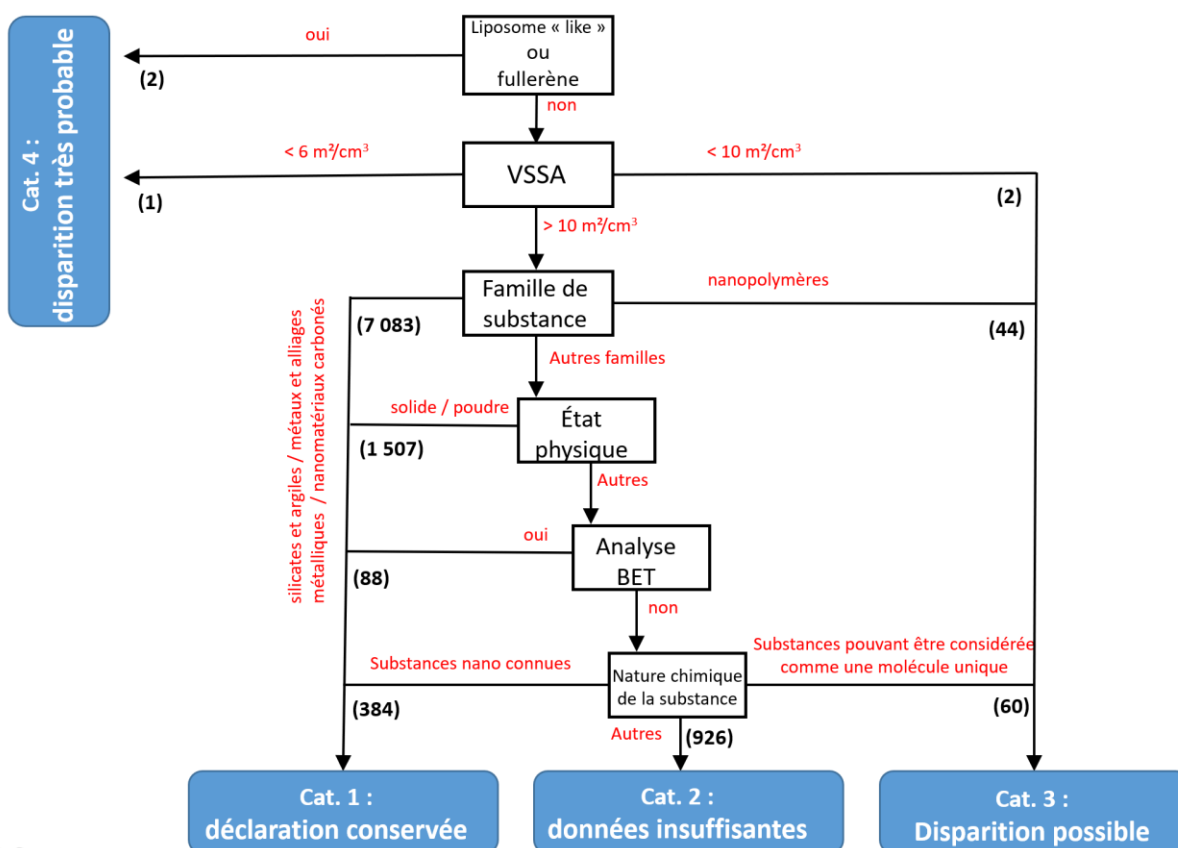 Cat. 4 :
disparition très probable
Liposome « like »
ou
fullerène
oui
(2)
non
< 6 m²/cm³
(1)
VSSA
< 10 m²/cm³
(2)
> 10 m²/cm³
Famille de
substance
nanopolymères
(7 083)
(44)
silicates et argiles / métaux et alliages
métalliques / nanomatériaux carbonés
Autres familles
solide / poudre
(1 507)
État
physique
Autres
oui
(88)
Analyse
BET
non
Substances nano connues
(384)
Nature chimique
de la substance
Substances pouvant être considérée
comme une molécule unique
(60)
Autres
(926)
Cat. 1 :
déclaration conservée
Cat. 2 :
données insuffisantes
Cat. 3 :
Disparition possible